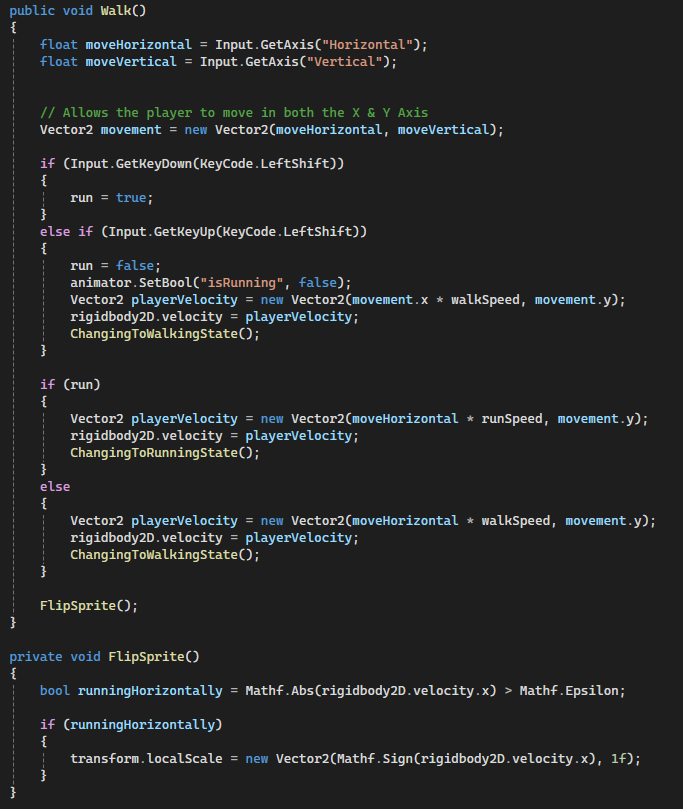 public void Walk()
{
    float moveHorizontal = Input.GetAxis("Horizontal");
    float moveVertical = Input.GetAxis("Vertical");


    // Allows the player to move in both the X & Y Axis
    Vector2 movement = new Vector2(moveHorizontal, moveVertical);

    if (Input.GetKeyDown(KeyCode.LeftShift))
    {
        run = true;
    }
    else if (Input.GetKeyUp(KeyCode.LeftShift))
    {
        run = false;
        animator.SetBool("isRunning", false);
        Vector2 playerVelocity = new Vector2(movement.x * walkSpeed, movement.y);
        rigidbody2D.velocity = playerVelocity;
        ChangingToWalkingState();
    }

    if (run)
    {
        Vector2 playerVelocity = new Vector2(moveHorizontal * runSpeed, movement.y);
        rigidbody2D.velocity = playerVelocity;
        ChangingToRunningState();
    }
    else
    {
        Vector2 playerVelocity = new Vector2(moveHorizontal * walkSpeed, movement.y);
        rigidbody2D.velocity = playerVelocity;
        ChangingToWalkingState();
    }

    FlipSprite();
}

private void FlipSprite()
{
    bool runningHorizontally = Mathf.Abs(rigidbody2D.velocity.x) > Mathf.Epsilon;

    if (runningHorizontally)
    {
        transform.localScale = new Vector2(Mathf.Sign(rigidbody2D.velocity.x), 1f);
    }
}